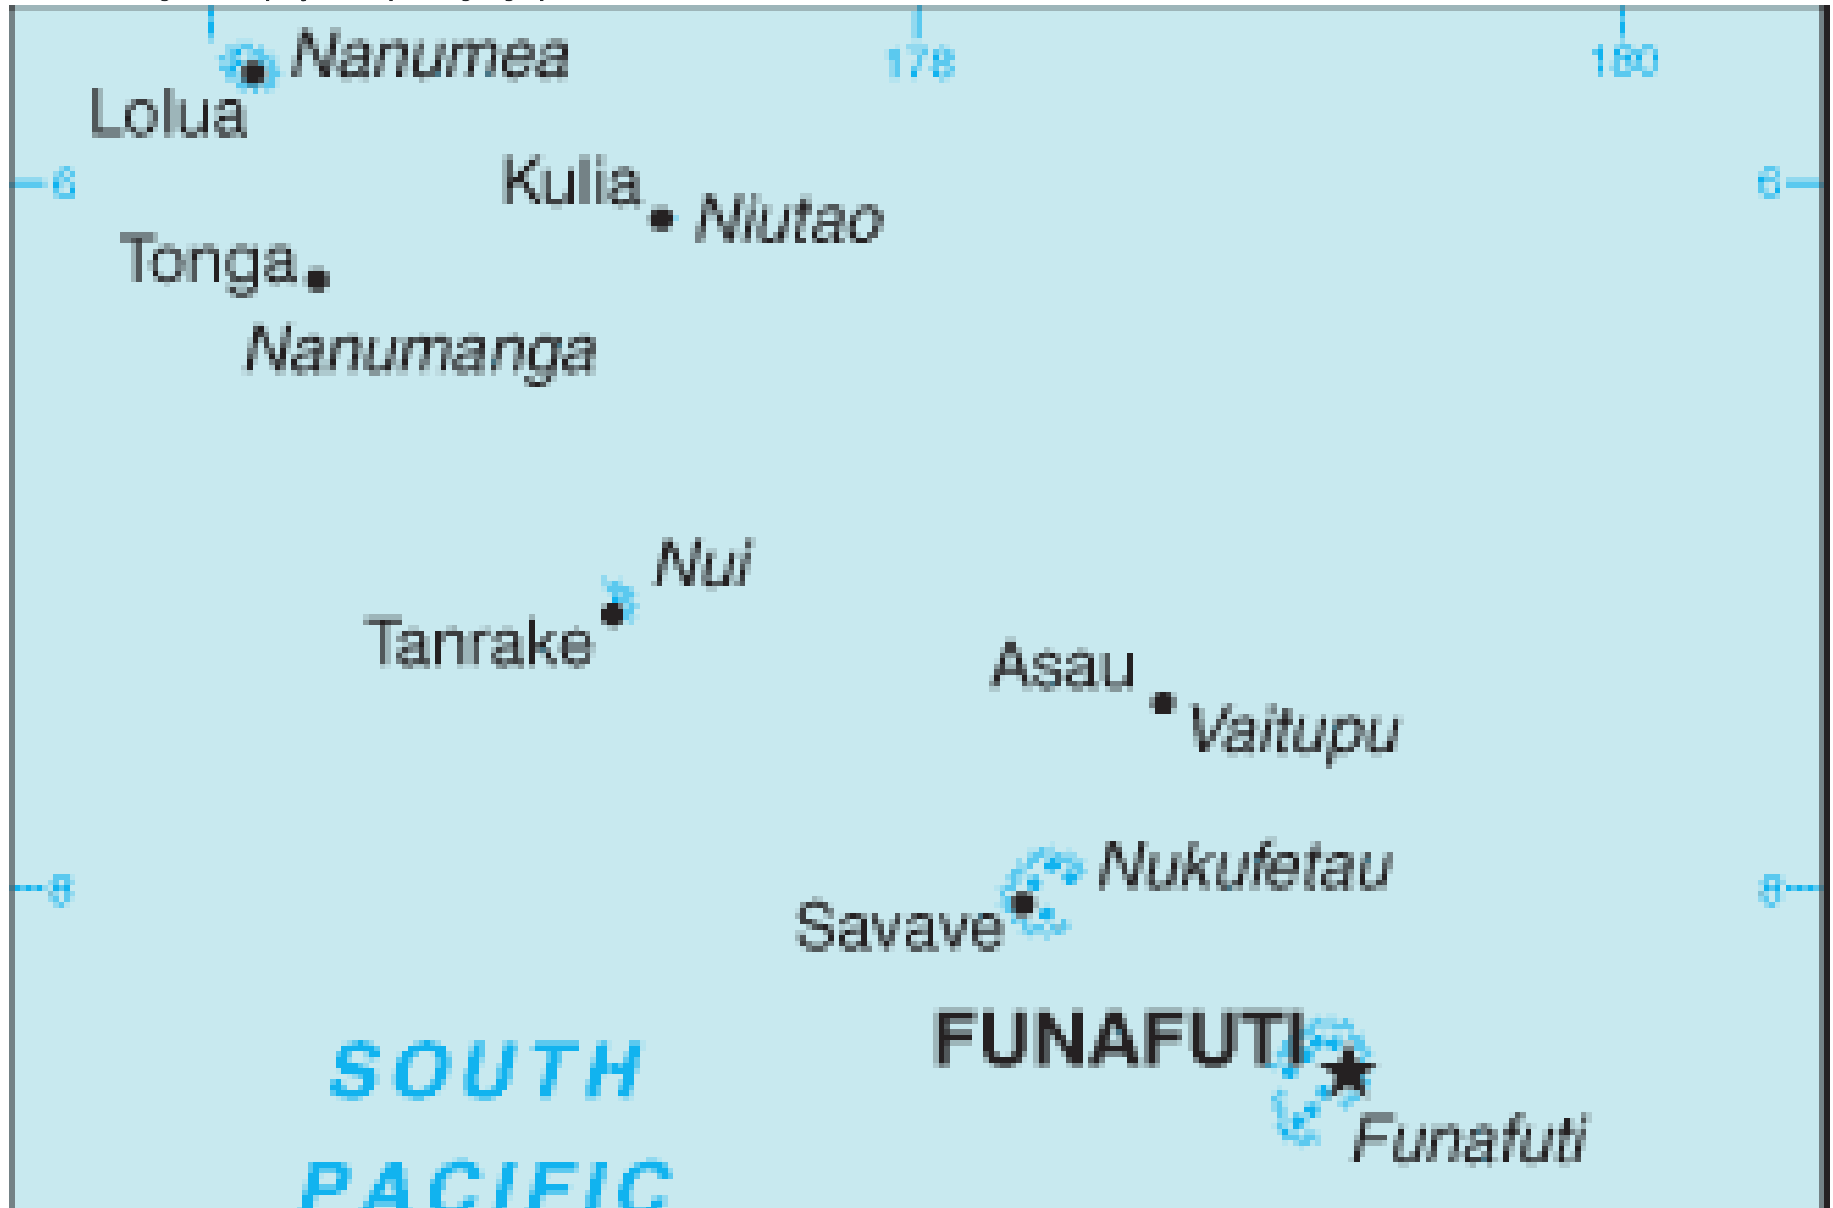 Nanumea
178
180
Lolua
Kulia
6
6
Niutao
Tonga
Nanumanga
Nui
Tanrake
Asau
Vaitupu
Nukufetau
8
8
Savave
FUNAFUTI
SOUTH
Funafuti
PACIFIC